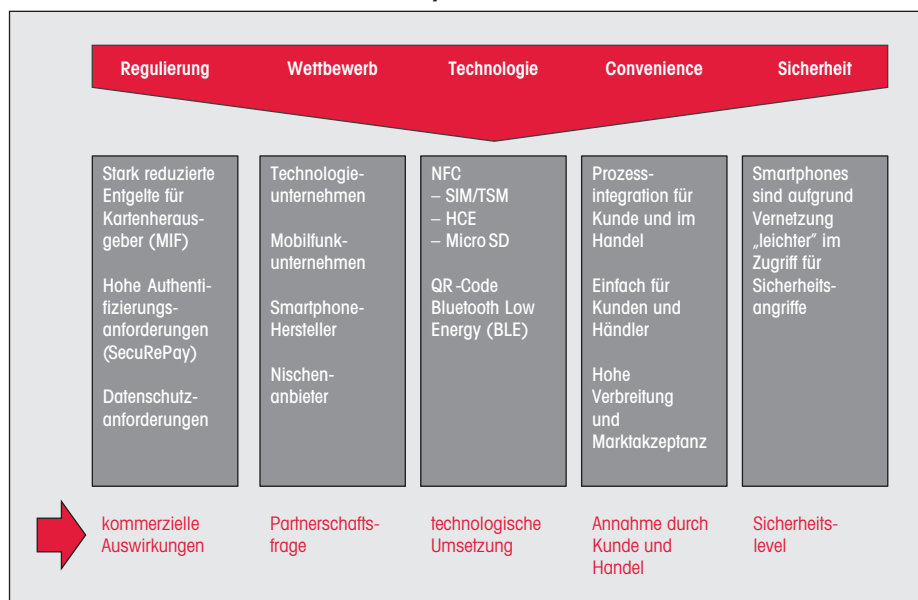 Regulierung
Wettbewerb
Technologie
Convenience
Sicherheit
Stark reduzierte
Entgelte für
Kartenheraus-
geber (MIF)
Hohe Authenti-
fizierungs-
anforderungen
(SecuRePay)
Datenschutz-
anforderungen
Technologie-
unternehmen
Mobilfunk-
unternehmen
Smartphone-
Hersteller
Nischen-
anbieter
NFC
– SIM/TSM
– HCE
– Micro SD
QR-Code
Bluetooth Low
Energy (BLE)
Prozess-
integration für
Kunde und im
Handel
Einfach für
Kunden und
Händler
Hohe
Verbreitung
und
Marktakzeptanz
Smartphones
sind aufgrund
Vernetzung
„leichter" im
Zugriff für
Sicherheits-
angriffe
kommerzielle
Auswirkungen
Partnerschafts-
frage
technologische
Umsetzung
Annahme durch
Kunde und
Handel
Sicherheits-
level